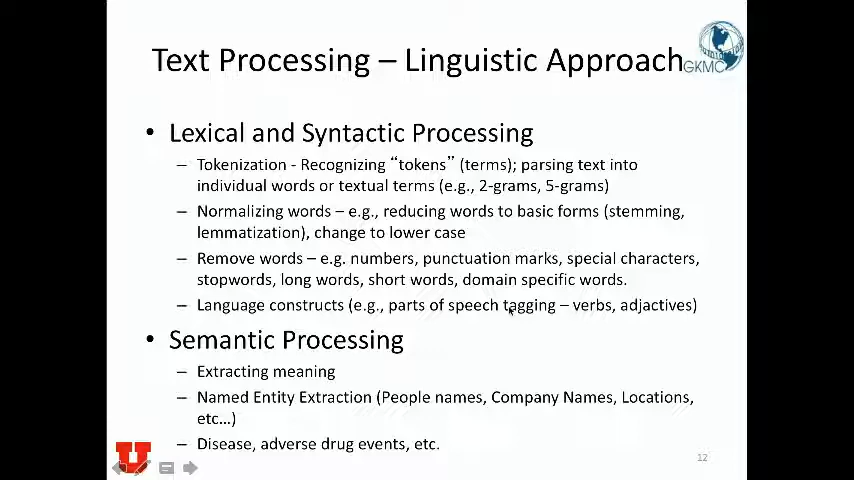 Text Processing – Linguistic Approach
GKMC
• Lexical and Syntactic Processing
– Tokenization - Recognizing “tokens” (terms); parsing text into
individual words or textual terms (e.g., 2-grams, 5-grams)
– Normalizing words – e.g., reducing words to basic forms (stemming,
lemmatization), change to lower case
– Remove words – e.g. numbers, punctuation marks, special characters,
stopwords, long words, short words, domain specific words.
– Language constructs (e.g., parts of speech tagging – verbs, adjactives)
• Semantic Processing
– Extracting meaning
– Named Entity Extraction (People names, Company Names, Locations,
etc…)
– Disease, adverse drug events, etc.
U
12